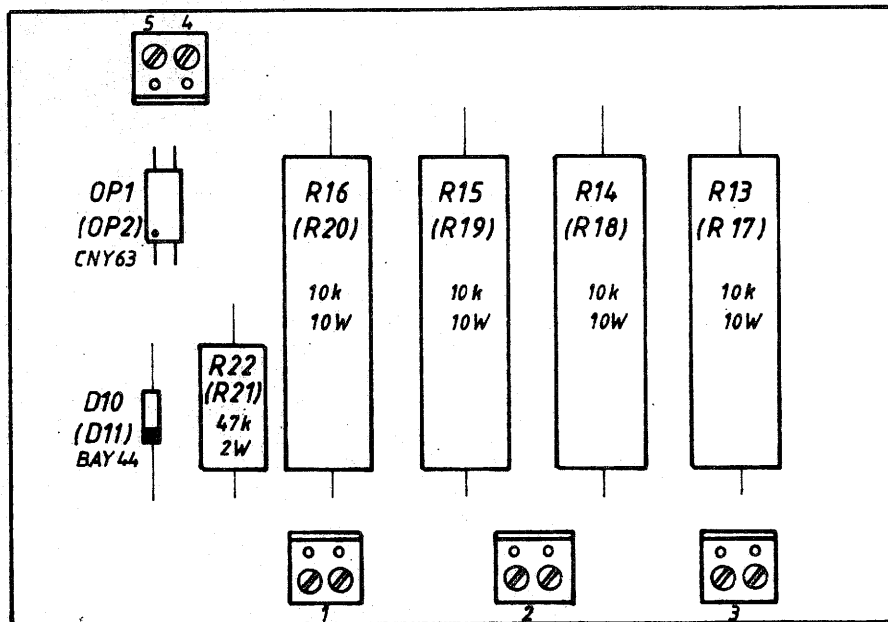 5 4
OP1
(OP2)
CNY63
R16
(R20)
10k
10W
R15
(R19)
10k
10W
R14
(R18)
10k
10W
R13
(R17)
10k
10W
R22
(R21)
47k
2W
D10
(D11)
BAY44
1
2
3